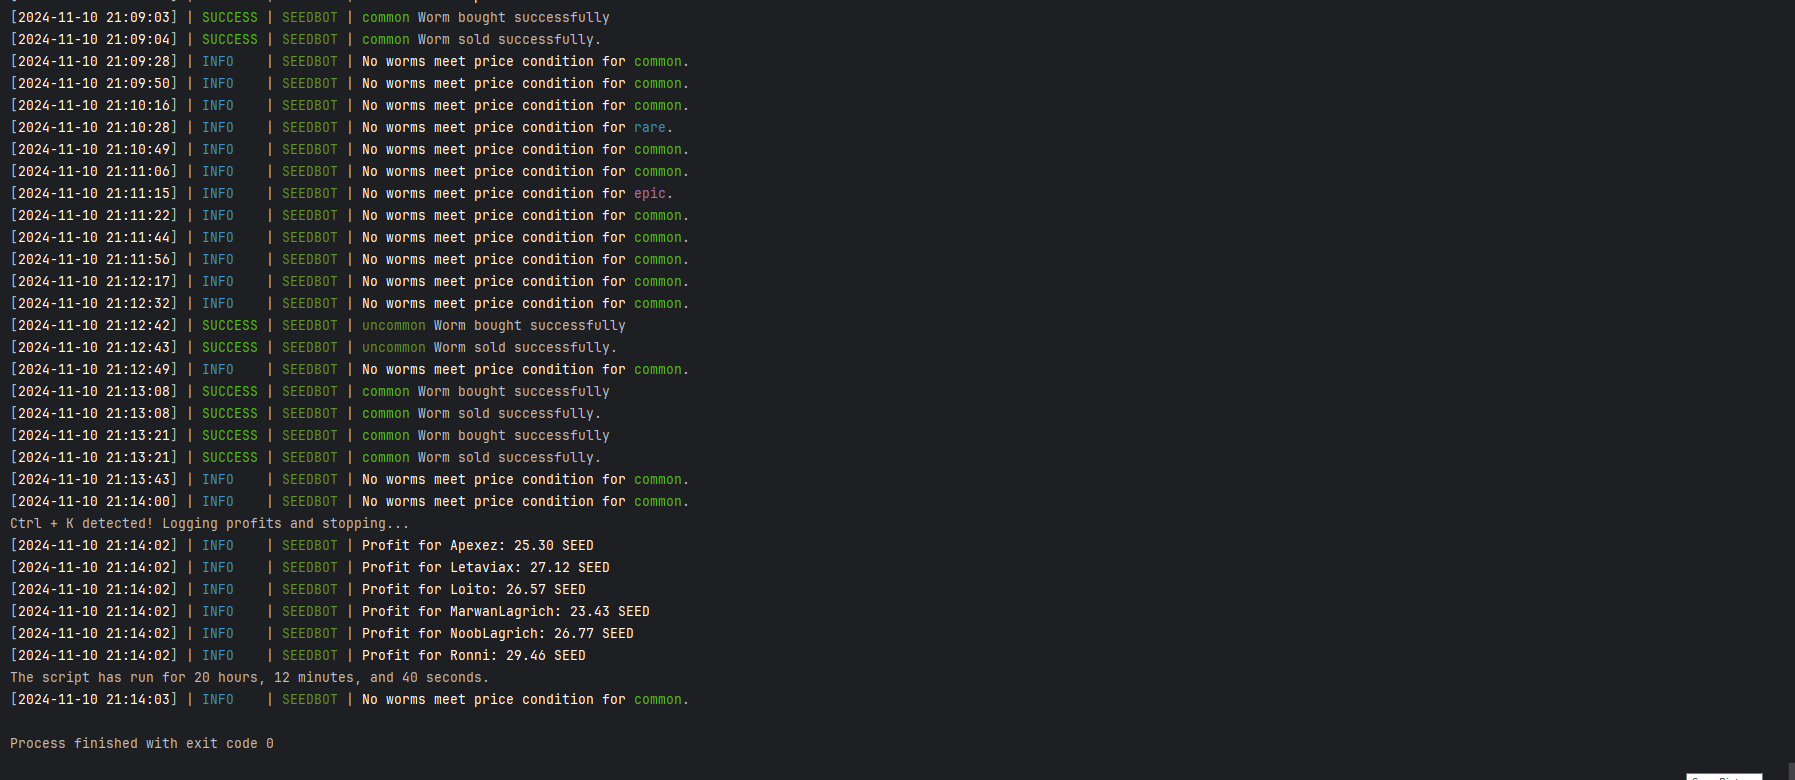 [2024-11-10 21:09:03] | SUCCESS | SEEDBOT | common Worm bought successfully
[2024-11-10 21:09:04] | SUCCESS | SEEDBOT | common Worm sold successfully.
[2024-11-10 21:09:28] | INFO    | SEEDBOT | No worms meet price condition for common.
[2024-11-10 21:09:50] | INFO    | SEEDBOT | No worms meet price condition for common.
[2024-11-10 21:10:16] | INFO    | SEEDBOT | No worms meet price condition for common.
[2024-11-10 21:10:28] | INFO    | SEEDBOT | No worms meet price condition for rare.
[2024-11-10 21:10:49] | INFO    | SEEDBOT | No worms meet price condition for common.
[2024-11-10 21:11:06] | INFO    | SEEDBOT | No worms meet price condition for common.
[2024-11-10 21:11:15] | INFO    | SEEDBOT | No worms meet price condition for epic.
[2024-11-10 21:11:22] | INFO    | SEEDBOT | No worms meet price condition for common.
[2024-11-10 21:11:44] | INFO    | SEEDBOT | No worms meet price condition for common.
[2024-11-10 21:11:56] | INFO    | SEEDBOT | No worms meet price condition for common.
[2024-11-10 21:12:17] | INFO    | SEEDBOT | No worms meet price condition for common.
[2024-11-10 21:12:32] | INFO    | SEEDBOT | No worms meet price condition for common.
[2024-11-10 21:12:42] | SUCCESS | SEEDBOT | uncommon Worm bought successfully
[2024-11-10 21:12:43] | SUCCESS | SEEDBOT | uncommon Worm sold successfully.
[2024-11-10 21:12:49] | INFO    | SEEDBOT | No worms meet price condition for common.
[2024-11-10 21:13:08] | SUCCESS | SEEDBOT | common Worm bought successfully
[2024-11-10 21:13:08] | SUCCESS | SEEDBOT | common Worm sold successfully.
[2024-11-10 21:13:21] | SUCCESS | SEEDBOT | common Worm bought successfully
[2024-11-10 21:13:21] | SUCCESS | SEEDBOT | common Worm sold successfully.
[2024-11-10 21:13:43] | INFO    | SEEDBOT | No worms meet price condition for common.
[2024-11-10 21:14:00] | INFO    | SEEDBOT | No worms meet price condition for common.
Ctrl + K detected! Logging profits and stopping...
[2024-11-10 21:14:02] | INFO    | SEEDBOT | Profit for Apexez: 25.30 SEED
[2024-11-10 21:14:02] | INFO    | SEEDBOT | Profit for Letaviax: 27.12 SEED
[2024-11-10 21:14:02] | INFO    | SEEDBOT | Profit for Loito: 26.57 SEED
[2024-11-10 21:14:02] | INFO    | SEEDBOT | Profit for MarwanLagrich: 23.43 SEED
[2024-11-10 21:14:02] | INFO    | SEEDBOT | Profit for NoobLagrich: 26.77 SEED
[2024-11-10 21:14:02] | INFO    | SEEDBOT | Profit for Ronni: 29.46 SEED
The script has run for 20 hours, 12 minutes, and 40 seconds.
[2024-11-10 21:14:03] | INFO    | SEEDBOT | No worms meet price condition for common.
Process finished with exit code 0